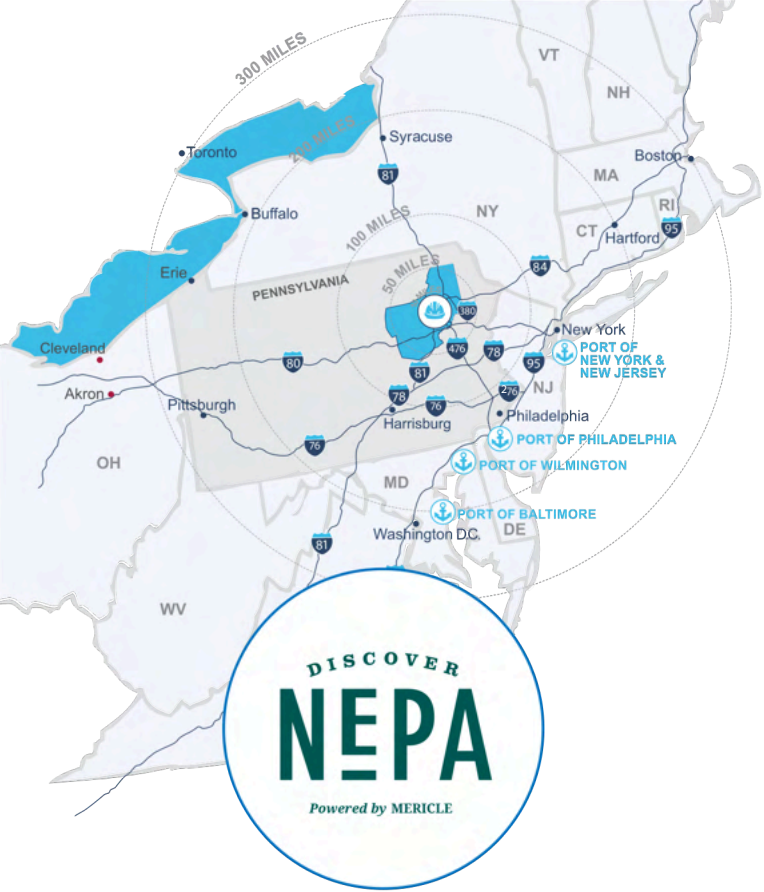 300 MILES
VT
NH
200 MILES
Syracuse
Toronto
Boston
81
MA
RI
Buffalo
100 MILES
NY
CT
95
Hartford
50 MILES
84
Erie
PENNSYLVANIA
380
New York
PORT OF
NEW YORK &
NEW JERSEY
Cleveland
476
78
80
95
81
NJ
Akron
78
276
76
Pittsburgh
Harrisburg
Philadelphia
76
PORT OF PHILADELPHIA
OH
PORT OF WILMINGTON
MD
PORT OF BALTIMORE
Washington D.C.
DE
81
WV
DISCOVER
NEPA
Powered by MERICLE